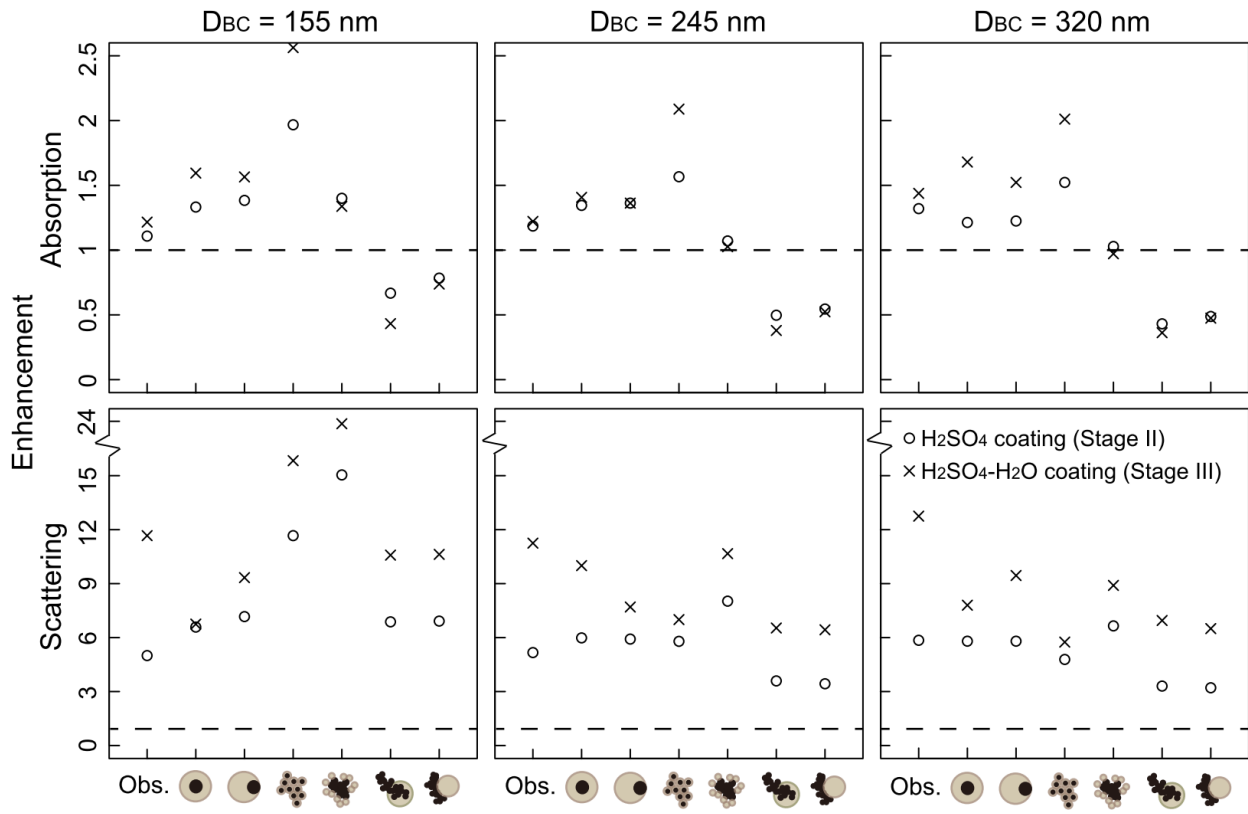 DBC = 155 nm
DBC = 245 nm
DBC = 320 nm
Enhancement
Absorption
2.5
2
1.5
1
0.5
0
Scattering
24
15
12
9
6
3
0
H2SO4 coating (Stage II)
H2SO4-H2O coating (Stage III)
Obs.
Obs.
Obs.